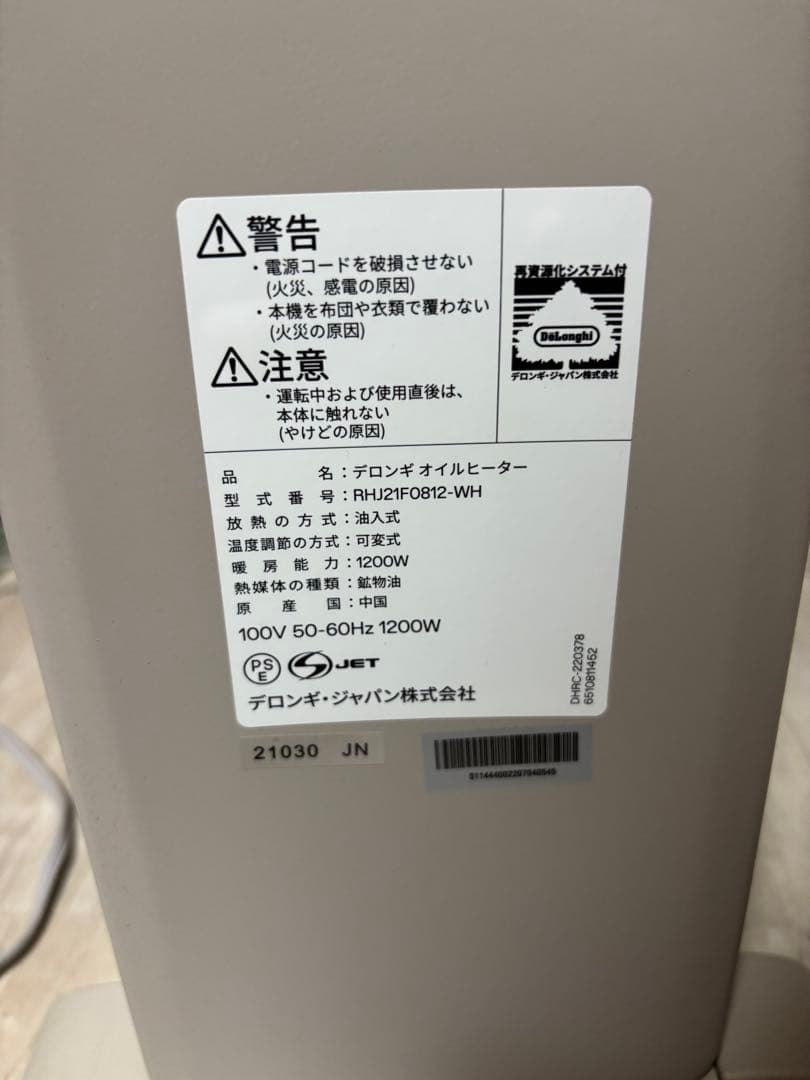 警告
・電源コードを破損させない
(火災、感電の原因)
・本機を布団や衣類で覆わない
(火災の原因)
注意
・運転中および使用直後は、
本体に触れない
(やけどの原因)
再資源化システム付
DeLonghi
デロンギ・ジャパン株式会社
品名：デロンギ オイルヒーター
型式番号：RHJ21F0812-WH
放熱の方式：油入式
温度調節の方式：可変式
暖房能力：1200W
熱媒体の種類：鉱物油
原産国：中国
100V 50-60Hz 1200W
PS
E
JET
デロンギ・ジャパン株式会社
DHRC-220378
6510811452
21030 JN